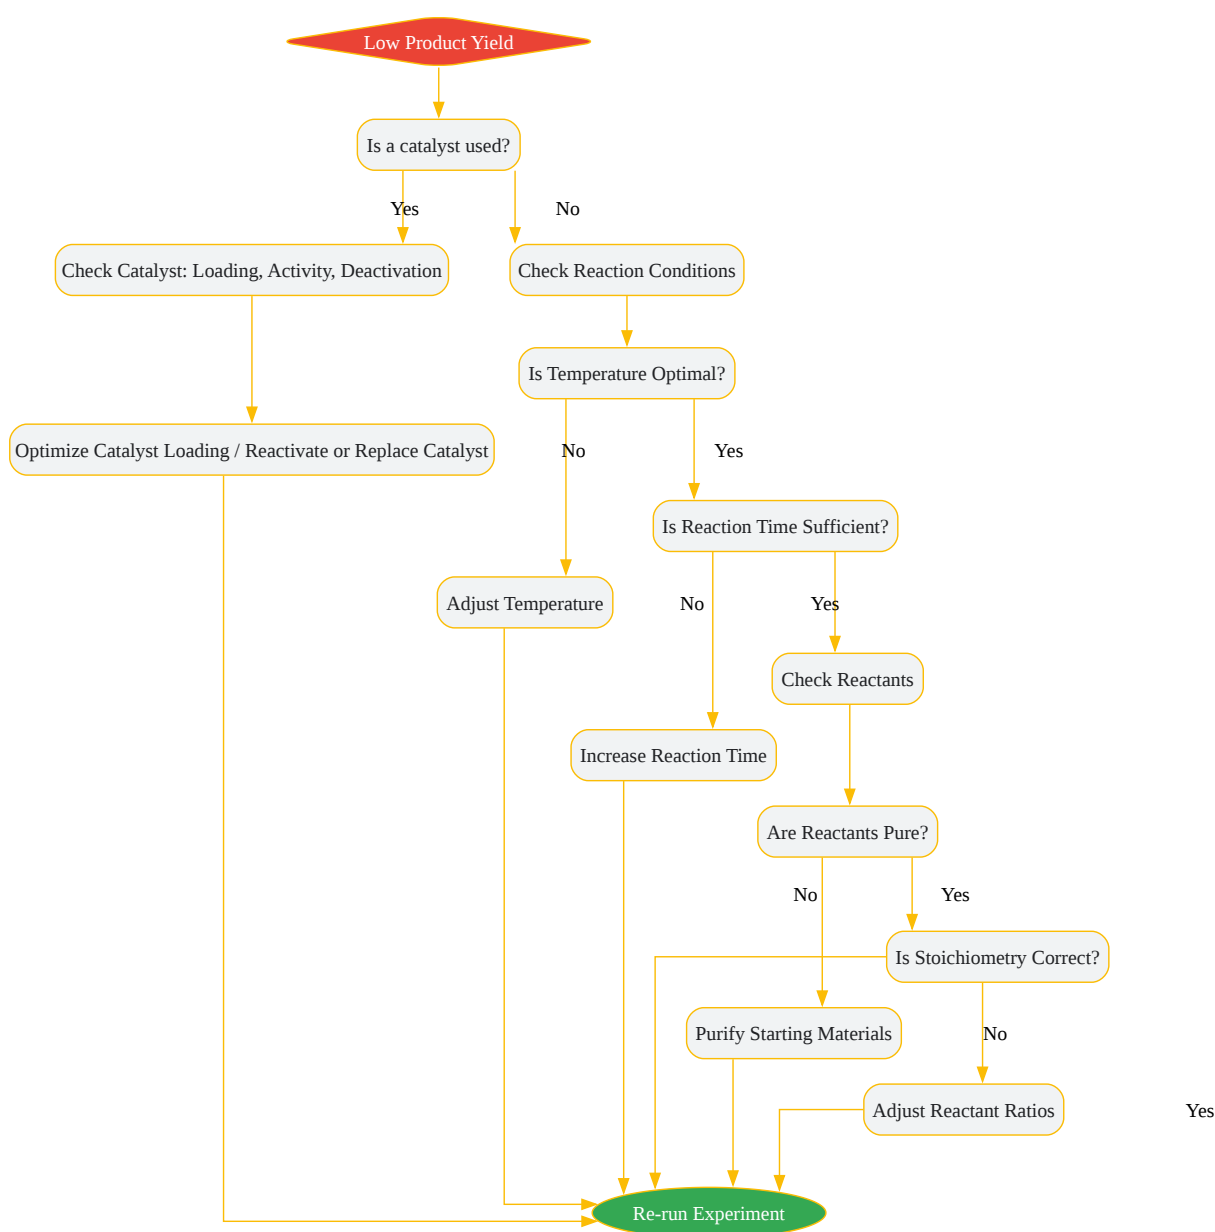 Low Product Yield
Is a catalyst used?
Yes
No
Check Catalyst: Loading, Activity, Deactivation
Check Reaction Conditions
Is Temperature Optimal?
Optimize Catalyst Loading / Reactivate or Replace Catalyst
No
Yes
Is Reaction Time Sufficient?
Adjust Temperature
No
Yes
Check Reactants
Increase Reaction Time
Are Reactants Pure?
No
Yes
Is Stoichiometry Correct?
Purify Starting Materials
No
Adjust Reactant Ratios
Yes
Re-run Experiment